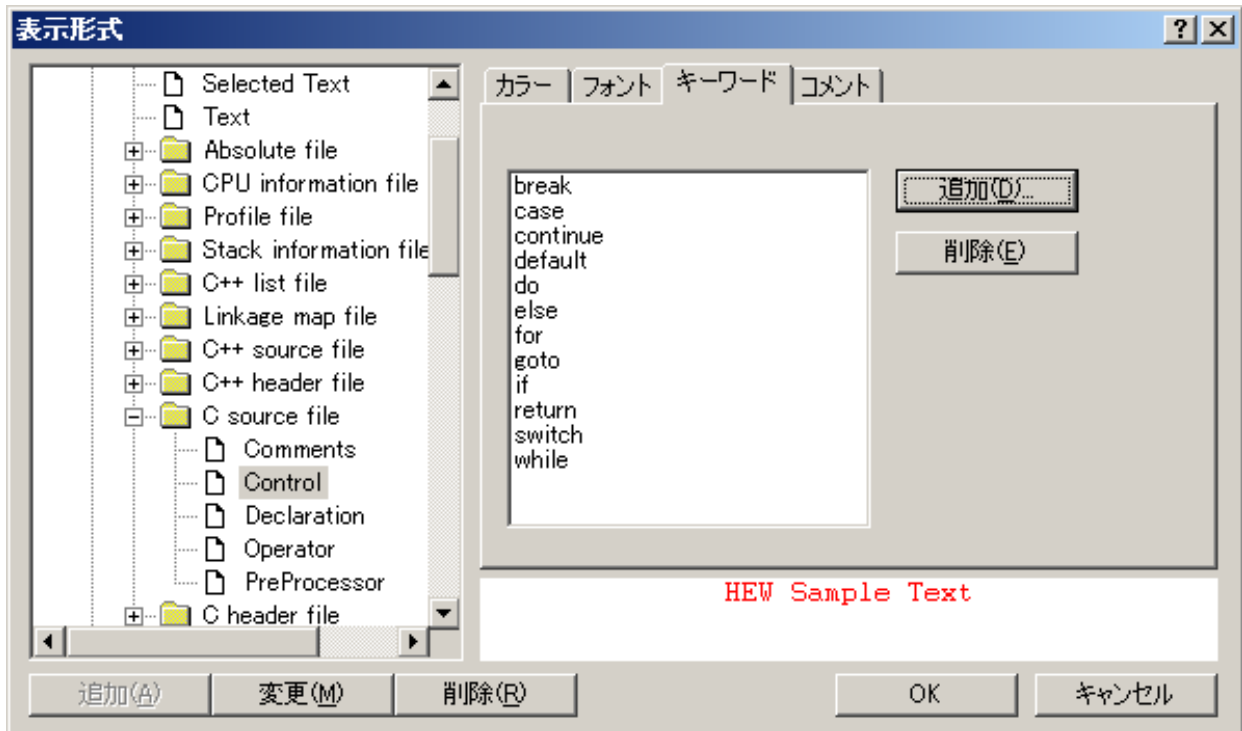 表示形式
Selected Text
Text
Absolute file
CPU information file
Profile file
Stack information file
C++ list file
Linkage map file
C++ source file
C++ header file
C source file
Comments
Control
Declaration
Operator
PreProcessor
C header file
カラー フォント キーワード コメント
break
case
continue
default
do
else
for
goto
if
return
switch
while
追加(D)...
削除(E)
HEW Sample Text
追加(A) 変更(M) 削除(R) OK キャンセル